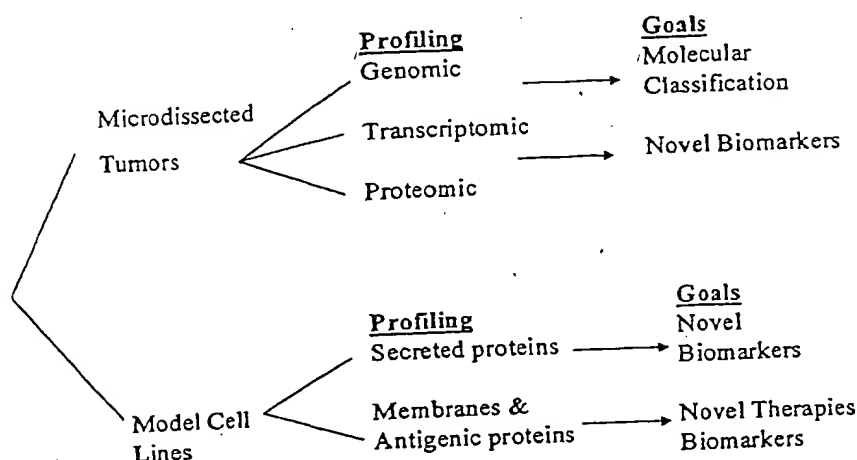 Profiling
Genomic
Goals
Molecular
Classification
Microdissected
Tumors
Transcriptomic
Proteomic
Novel Biomarkers
Profiling
Secreted proteins
Goals
Novel
Biomarkers
Model Cell
Lines
Membranes &
Antigenic proteins
Novel Therapies
Biomarkers